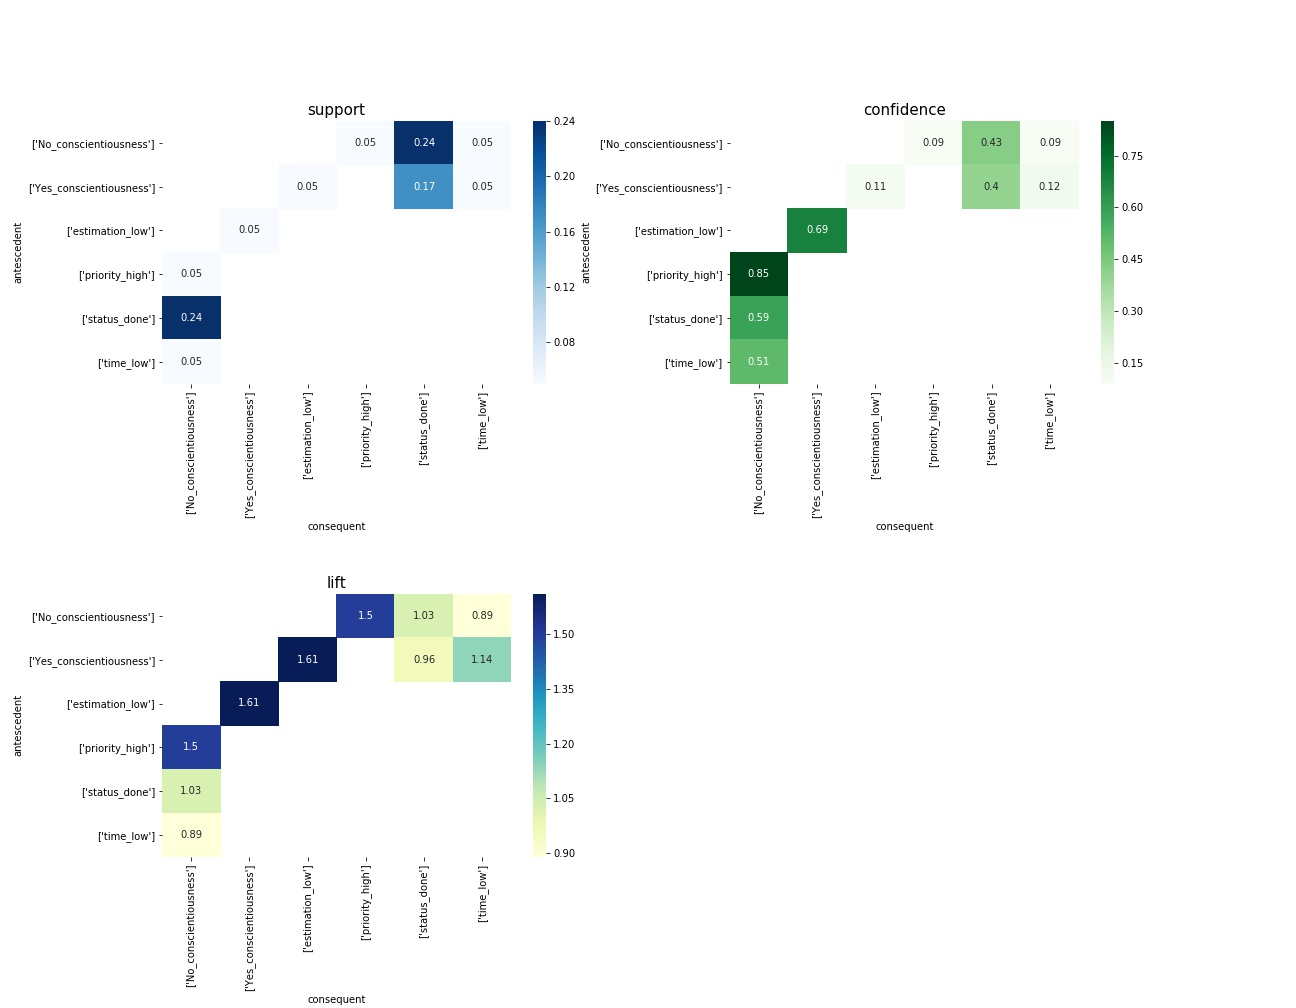 support
['No_conscientiousness'] 0.05 0.24 0.05
['Yes_conscientiousness'] 0.05 0.17 0.05
['estimation_low'] 0.05
['priority_high'] 0.05
['status_done'] 0.24
['time_low'] 0.05
antescedent
['No_conscientiousness'] ['Yes_conscientiousness'] ['estimation_low'] ['priority_high'] ['status_done'] ['time_low']
consequent
0.24
0.20
0.16
0.12
0.08
confidence
['No_conscientiousness'] 0.09 0.43 0.09
['Yes_conscientiousness'] 0.11 0.4 0.12
['estimation_low'] 0.69
['priority_high'] 0.85
['status_done'] 0.59
['time_low'] 0.51
antescedent
['No_conscientiousness'] ['Yes_conscientiousness'] ['estimation_low'] ['priority_high'] ['status_done'] ['time_low']
consequent
0.75
0.60
0.45
0.30
0.15
lift
['No_conscientiousness'] 1.5 1.03 0.89
['Yes_conscientiousness'] 1.61 0.96 1.14
['estimation_low'] 1.61
['priority_high'] 1.5
['status_done'] 1.03
['time_low'] 0.89
antescedent
['No_conscientiousness'] ['Yes_conscientiousness'] ['estimation_low'] ['priority_high'] ['status_done'] ['time_low']
consequent
1.50
1.35
1.20
1.05
0.90